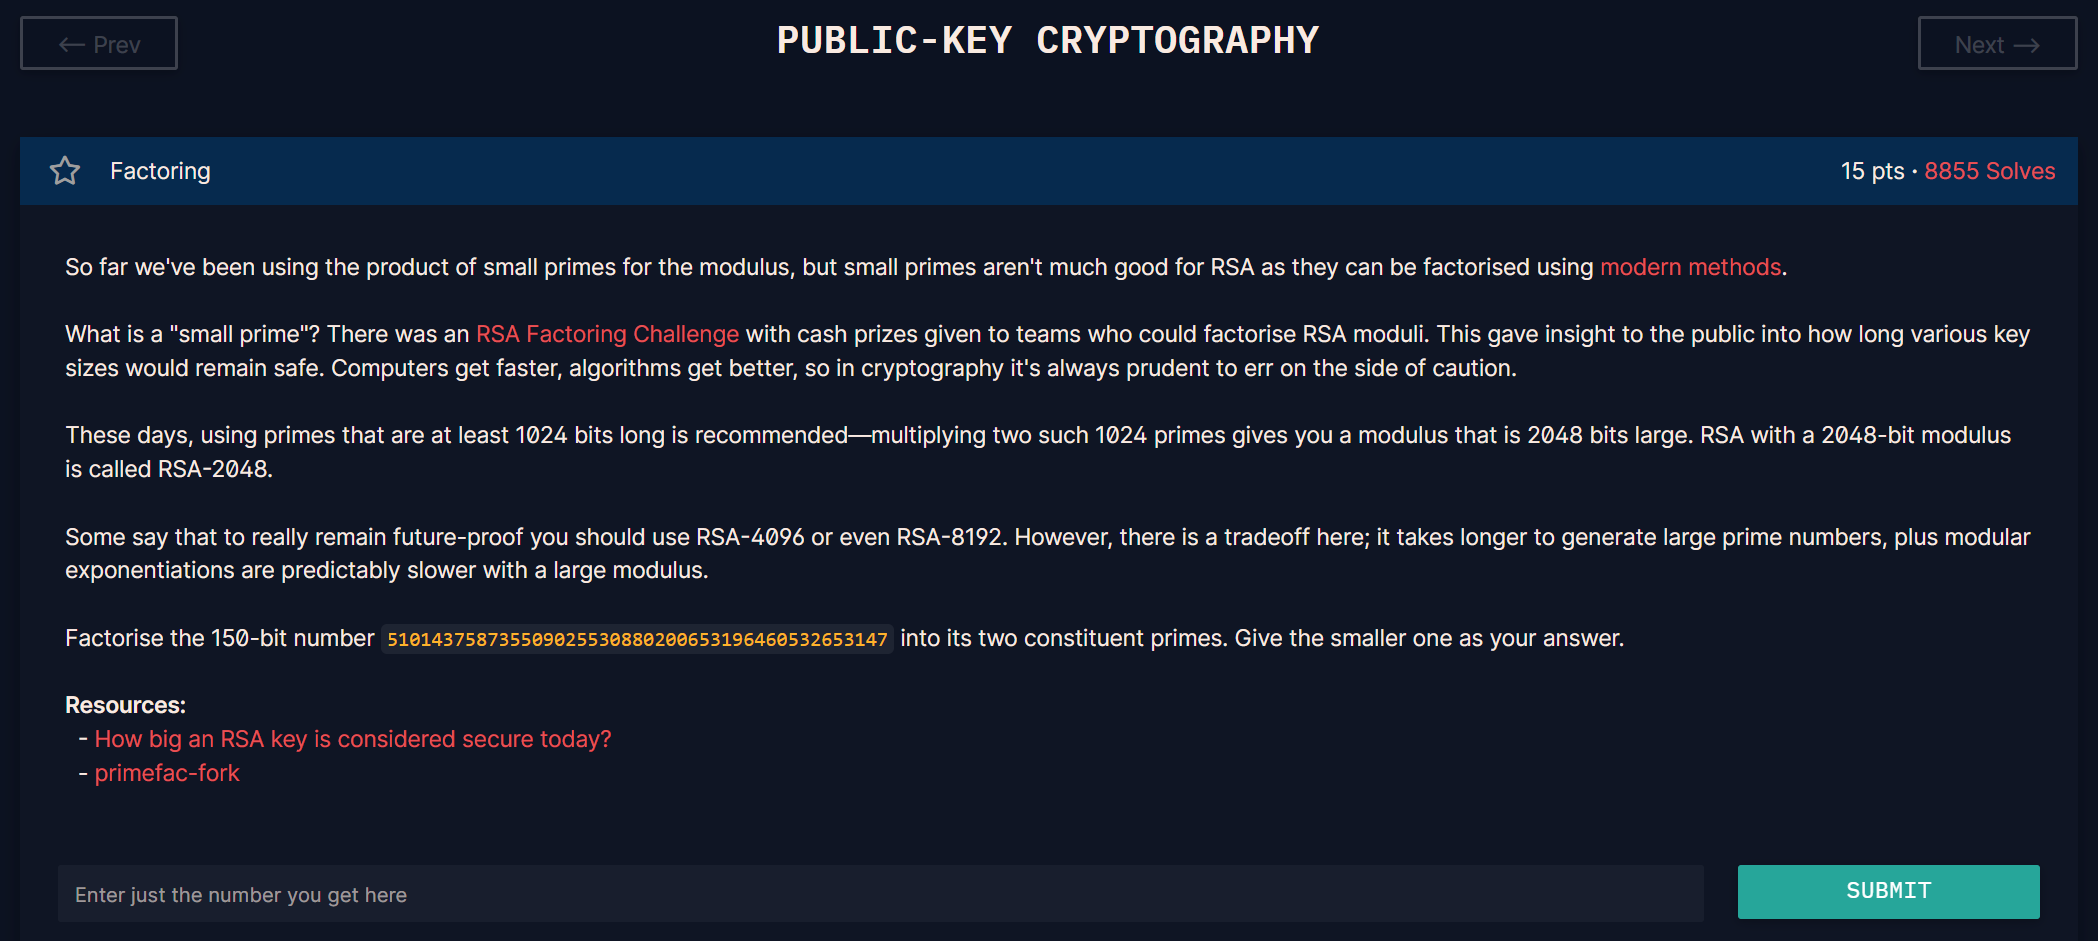 ← Prev
PUBLIC-KEY CRYPTOGRAPHY
Next →
Factoring
15 pts · 8855 Solves
So far we've been using the product of small primes for the modulus, but small primes aren't much good for RSA as they can be factorised using modern methods.
What is a "small prime"? There was an RSA Factoring Challenge with cash prizes given to teams who could factorise RSA moduli. This gave insight to the public into how long various key
sizes would remain safe. Computers get faster, algorithms get better, so in cryptography it's always prudent to err on the side of caution.
These days, using primes that are at least 1024 bits long is recommended—multiplying two such 1024 primes gives you a modulus that is 2048 bits large. RSA with a 2048-bit modulus
is called RSA-2048.
Some say that to really remain future-proof you should use RSA-4096 or even RSA-8192. However, there is a tradeoff here; it takes longer to generate large prime numbers, plus modular
exponentiations are predictably slower with a large modulus.
Factorise the 150-bit number 510143758735509025530880200653196460532653147 into its two constituent primes. Give the smaller one as your answer.
Resources:
- How big an RSA key is considered secure today?
- primefac-fork
Enter just the number you get here
SUBMIT